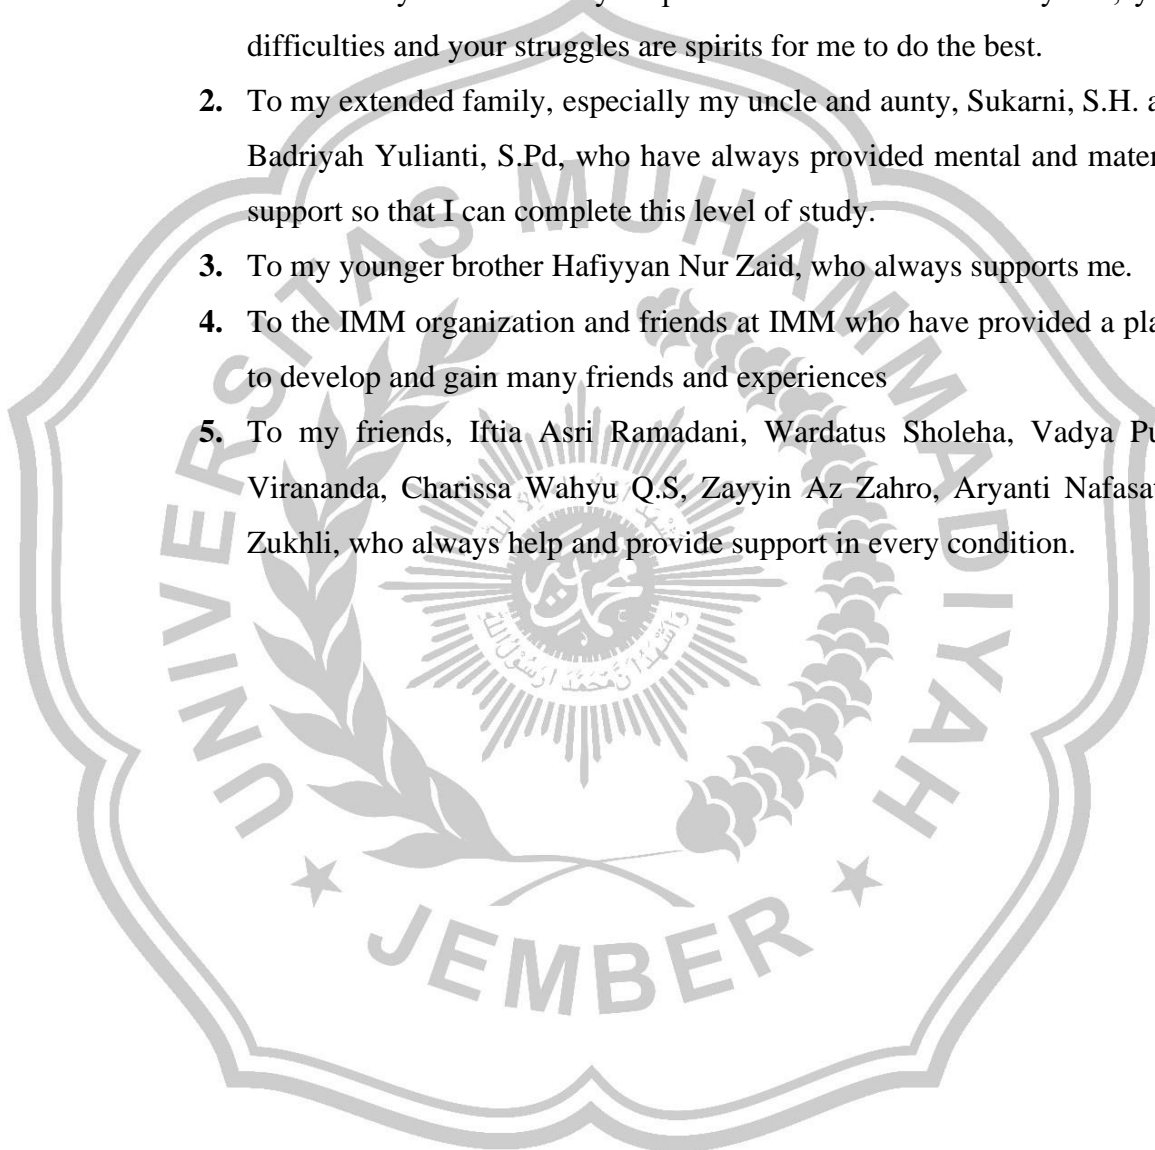 difficulties and your struggles are spirits for me to do the best.
2. To my extended family, especially my uncle and aunty, Sukarni, S.H. a
Badriyah Yulianti, S.Pd, who have always provided mental and mater
support so that I can complete this level of study.
3. To my younger brother Hafiyyan Nur Zaid, who always supports me.
4. To the IMM organization and friends at IMM who have provided a pla
to develop and gain many friends and experiences
5. To my friends, Iftia Asri Ramadani, Wardatus Sholeha, Vadya Pu
Virananda, Charissa Wahyu Q.S, Zayyin Az Zahro, Aryanti Nafasat
Zukhli, who always help and provide support in every condition.
UNIVERSITAS MUHAMMADIYAH
JEMBER